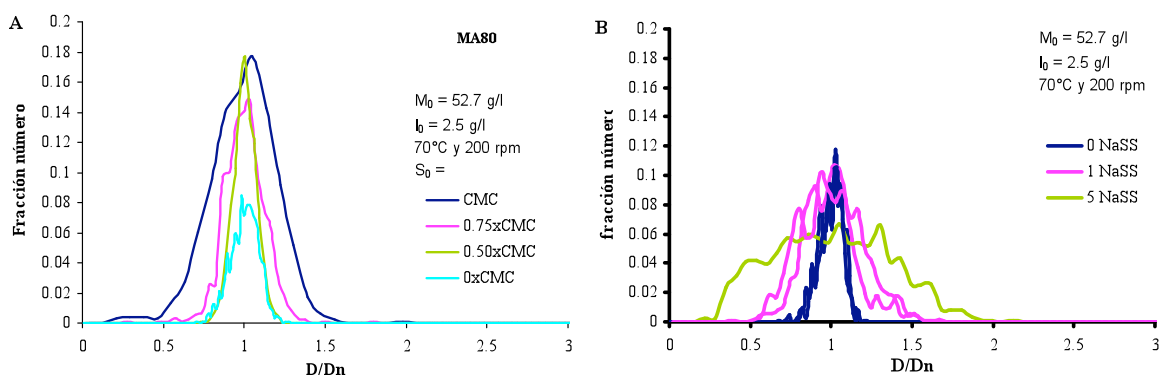 A
MA80
M₀ = 52.7 g/l
I₀ = 2.5 g/l
70°C y 200 rpm
S₀ =
CMC
0.75xCMC
0.50xCMC
0xCMC
Fracción número
0.2
0.18
0.16
0.14
0.12
0.1
0.08
0.06
0.04
0.02
0
0 0.5 1 1.5 2 2.5 3
D/Dn
B
M₀ = 52.7 g/l
I₀ = 2.5 g/l
70°C y 200 rpm
0 NaSS
1 NaSS
5 NaSS
fracción número
0.2
0.18
0.16
0.14
0.12
0.1
0.08
0.06
0.04
0.02
0
0 0.5 1 1.5 2 2.5 3
D/Dn